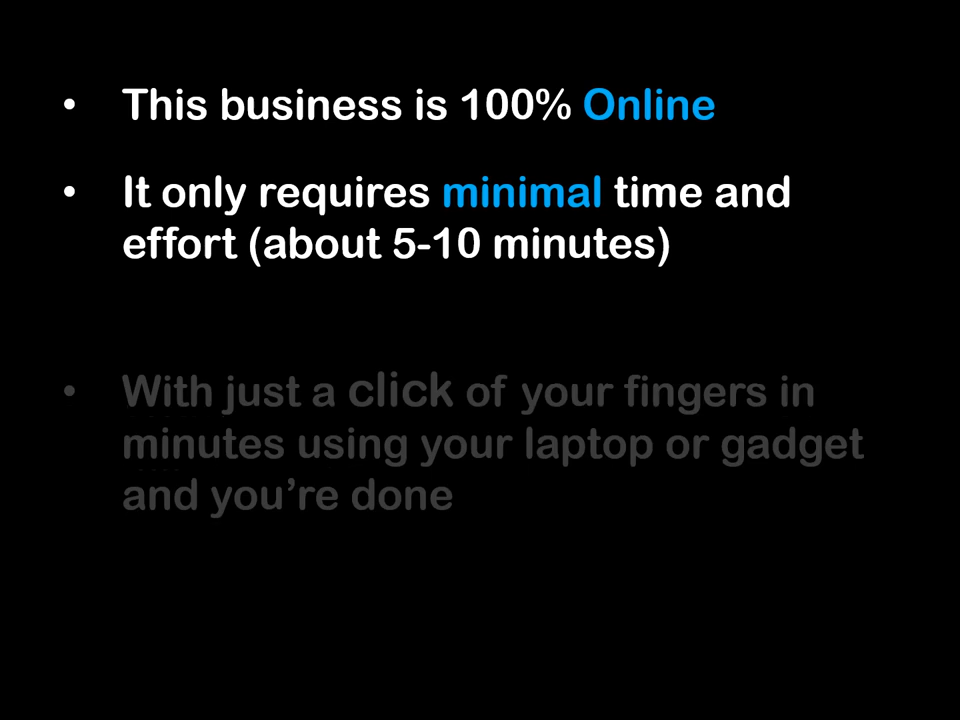 • This business is 100% Online
• It only requires minimal time and
effort (about 5-10 minutes)
• With just a click of your fingers in
minutes using your laptop or gadget
and you’re done